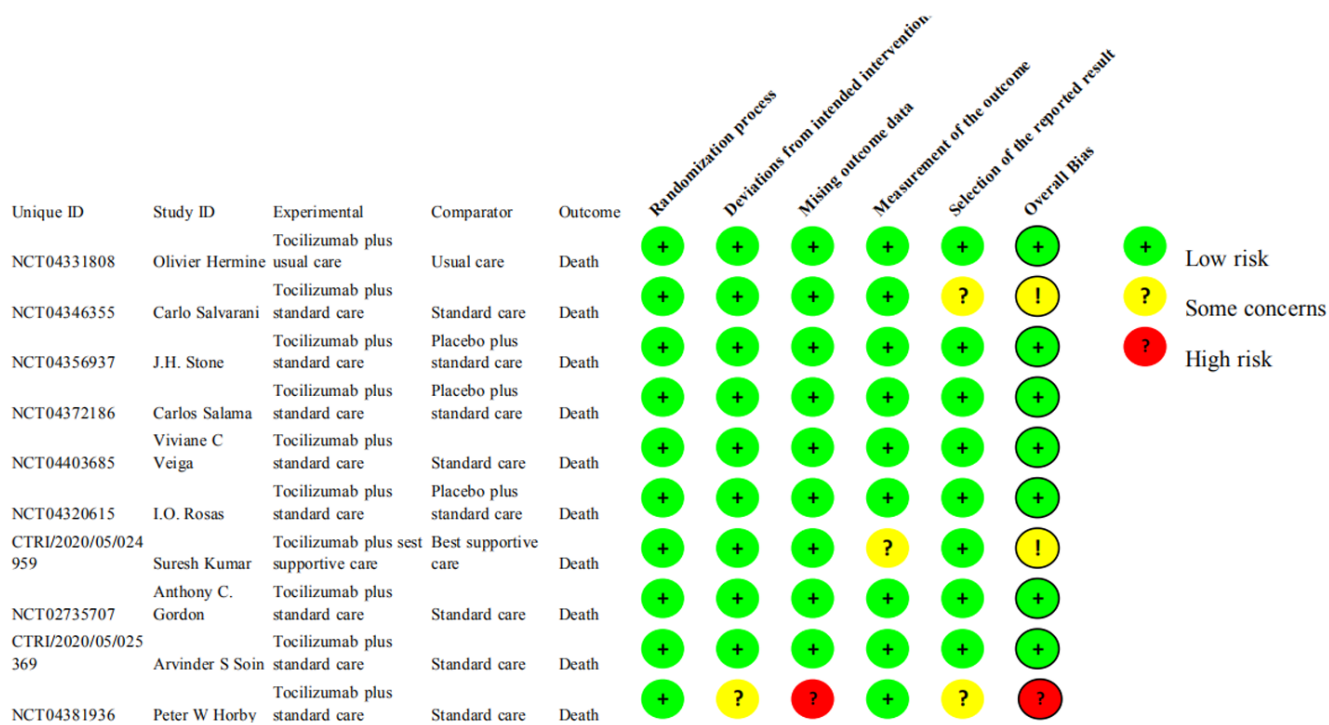 Randomization process
Deviations from intended intervention
Mising outcome data
Measurement of the outcome
Selection of the reported result
Overall Bias
Unique ID Study ID Experimental Comparator Outcome
Tocilizumab plus
NCT04331808 Olivier Hermine usual care Usual care Death
+ + + + + +
Tocilizumab plus
NCT04346355 Carlo Salvarani standard care Standard care Death
+ + + + ? !
Tocilizumab plus Placebo plus
NCT04356937 J.H. Stone standard care standard care Death
+ + + + + +
Tocilizumab plus Placebo plus
NCT04372186 Carlos Salama standard care standard care Death
+ + + + + +
Viviane C Tocilizumab plus
NCT04403685 Veiga standard care Standard care Death
+ + + + + +
Tocilizumab plus Placebo plus
NCT04320615 I.O. Rosas standard care standard care Death
+ + + + + +
CTRI/2020/05/024 Tocilizumab plus sest Best supportive
959 Suresh Kumar supportive care care Death
+ + + ? + !
Anthony C. Tocilizumab plus
NCT02735707 Gordon standard care Standard care Death
+ + + + + +
CTRI/2020/05/025 Tocilizumab plus
369 Arvinder S Soin standard care Standard care Death
+ + + + + +
Tocilizumab plus
NCT04381936 Peter W Horby standard care Standard care Death
+ ? ? + ? ?
+ Low risk
? Some concerns
? High risk